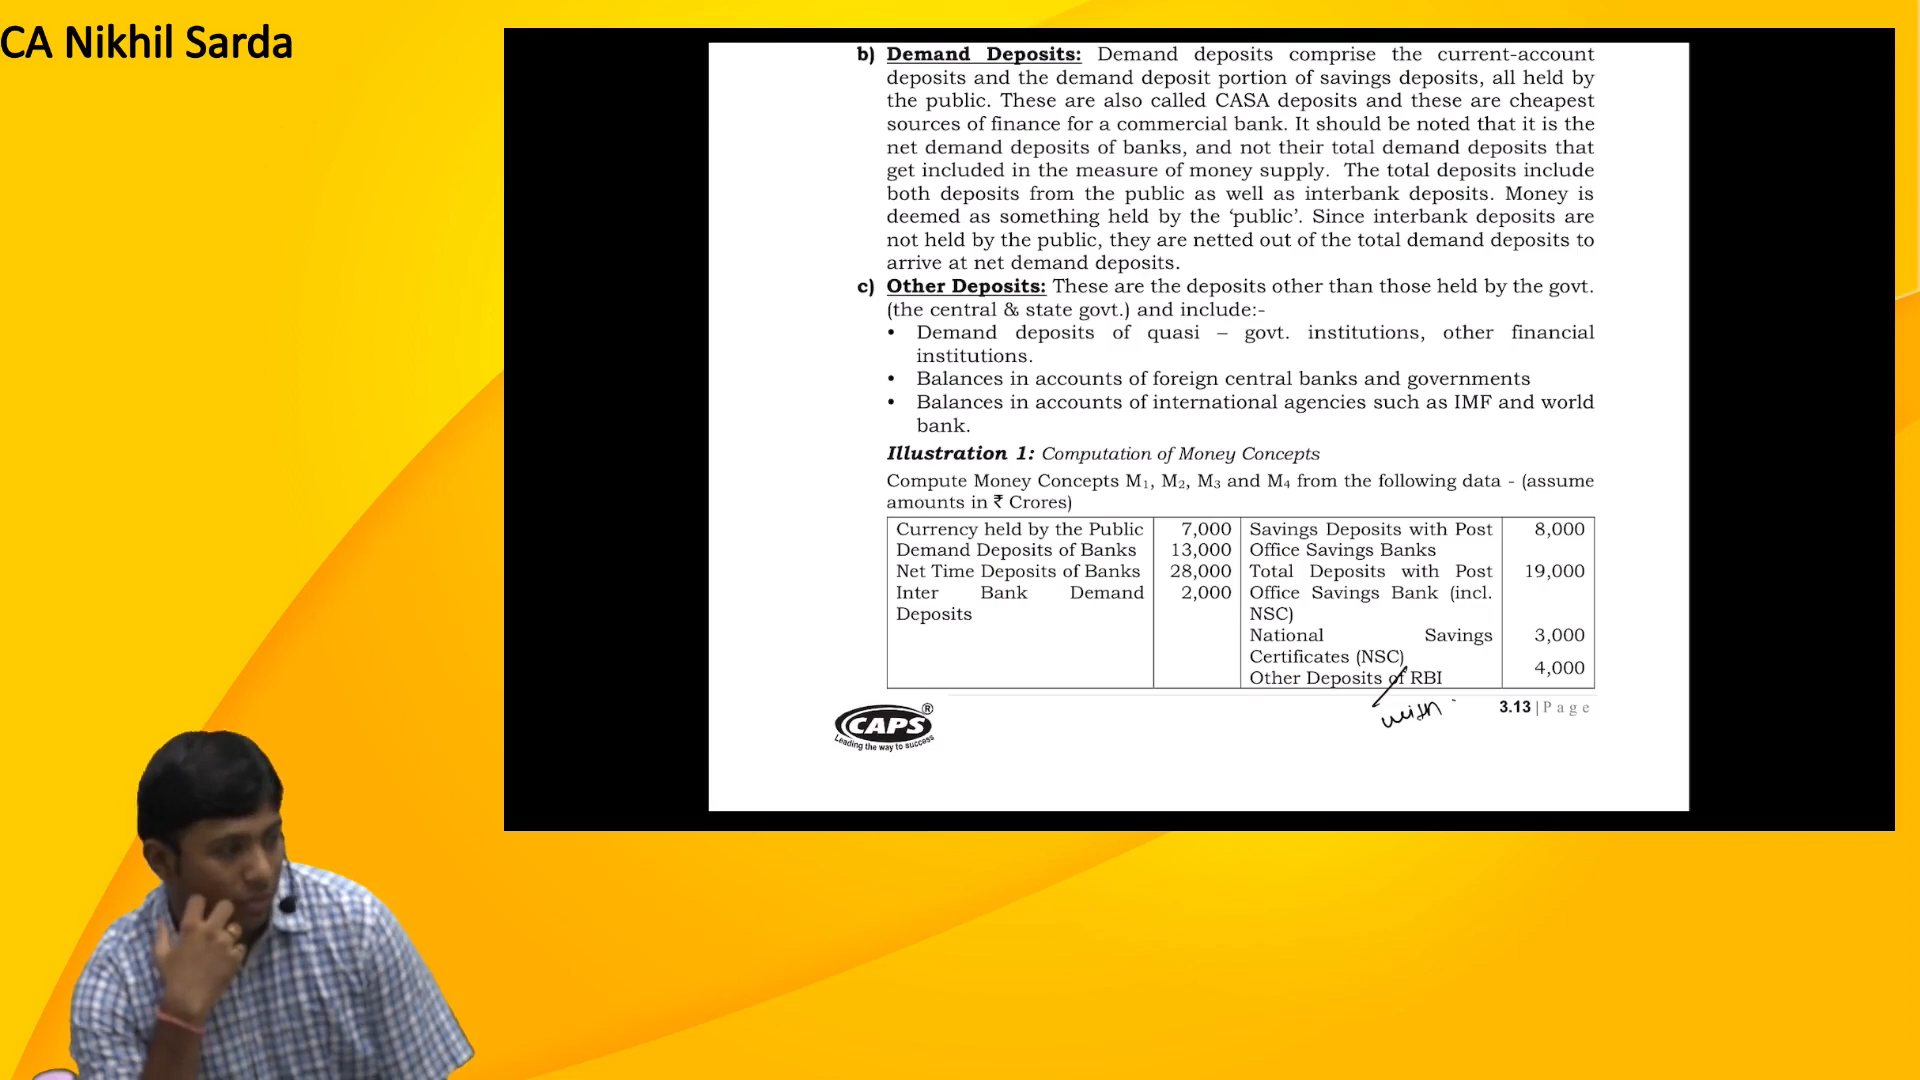 CA Nikhil Sarda
b) Demand Deposits: Demand deposits comprise the current-account
deposits and the demand deposit portion of savings deposits, all held by
the public. These are also called CASA deposits and these are cheapest
sources of finance for a commercial bank. It should be noted that it is the
net demand deposits of banks, and not their total demand deposits that
get included in the measure of money supply. The total deposits include
both deposits from the public as well as interbank deposits. Money is
deemed as something held by the ‘public’. Since interbank deposits are
not held by the public, they are netted out of the total demand deposits to
arrive at net demand deposits.
c) Other Deposits: These are the deposits other than those held by the govt.
(the central & state govt.) and include:-
• Demand deposits of quasi – govt. institutions, other financial
institutions.
• Balances in accounts of foreign central banks and governments
• Balances in accounts of international agencies such as IMF and world
bank.
Illustration 1: Computation of Money Concepts
Compute Money Concepts M1, M2, M3 and M4 from the following data - (assume
amounts in ₹ Crores)
Currency held by the Public 7,000
Demand Deposits of Banks 13,000
Net Time Deposits of Banks 28,000
Inter Bank Demand 2,000
Deposits
Savings Deposits with Post 8,000
Office Savings Banks
Total Deposits with Post 19,000
Office Savings Bank (incl.
NSC)
National Savings 3,000
Certificates (NSC)
Other Deposits of RBI 4,000
with
3.13 | P a g e
CAPS®
Leading the way to success